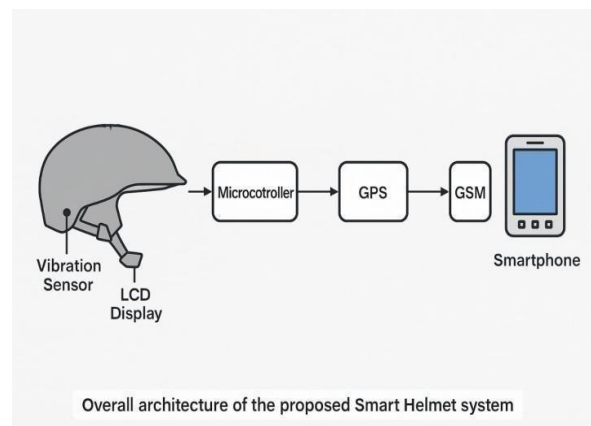 Microcotroller
GPS
GSM
Vibration
Sensor
LCD
Display
Smartphone
Overall architecture of the proposed Smart Helmet system